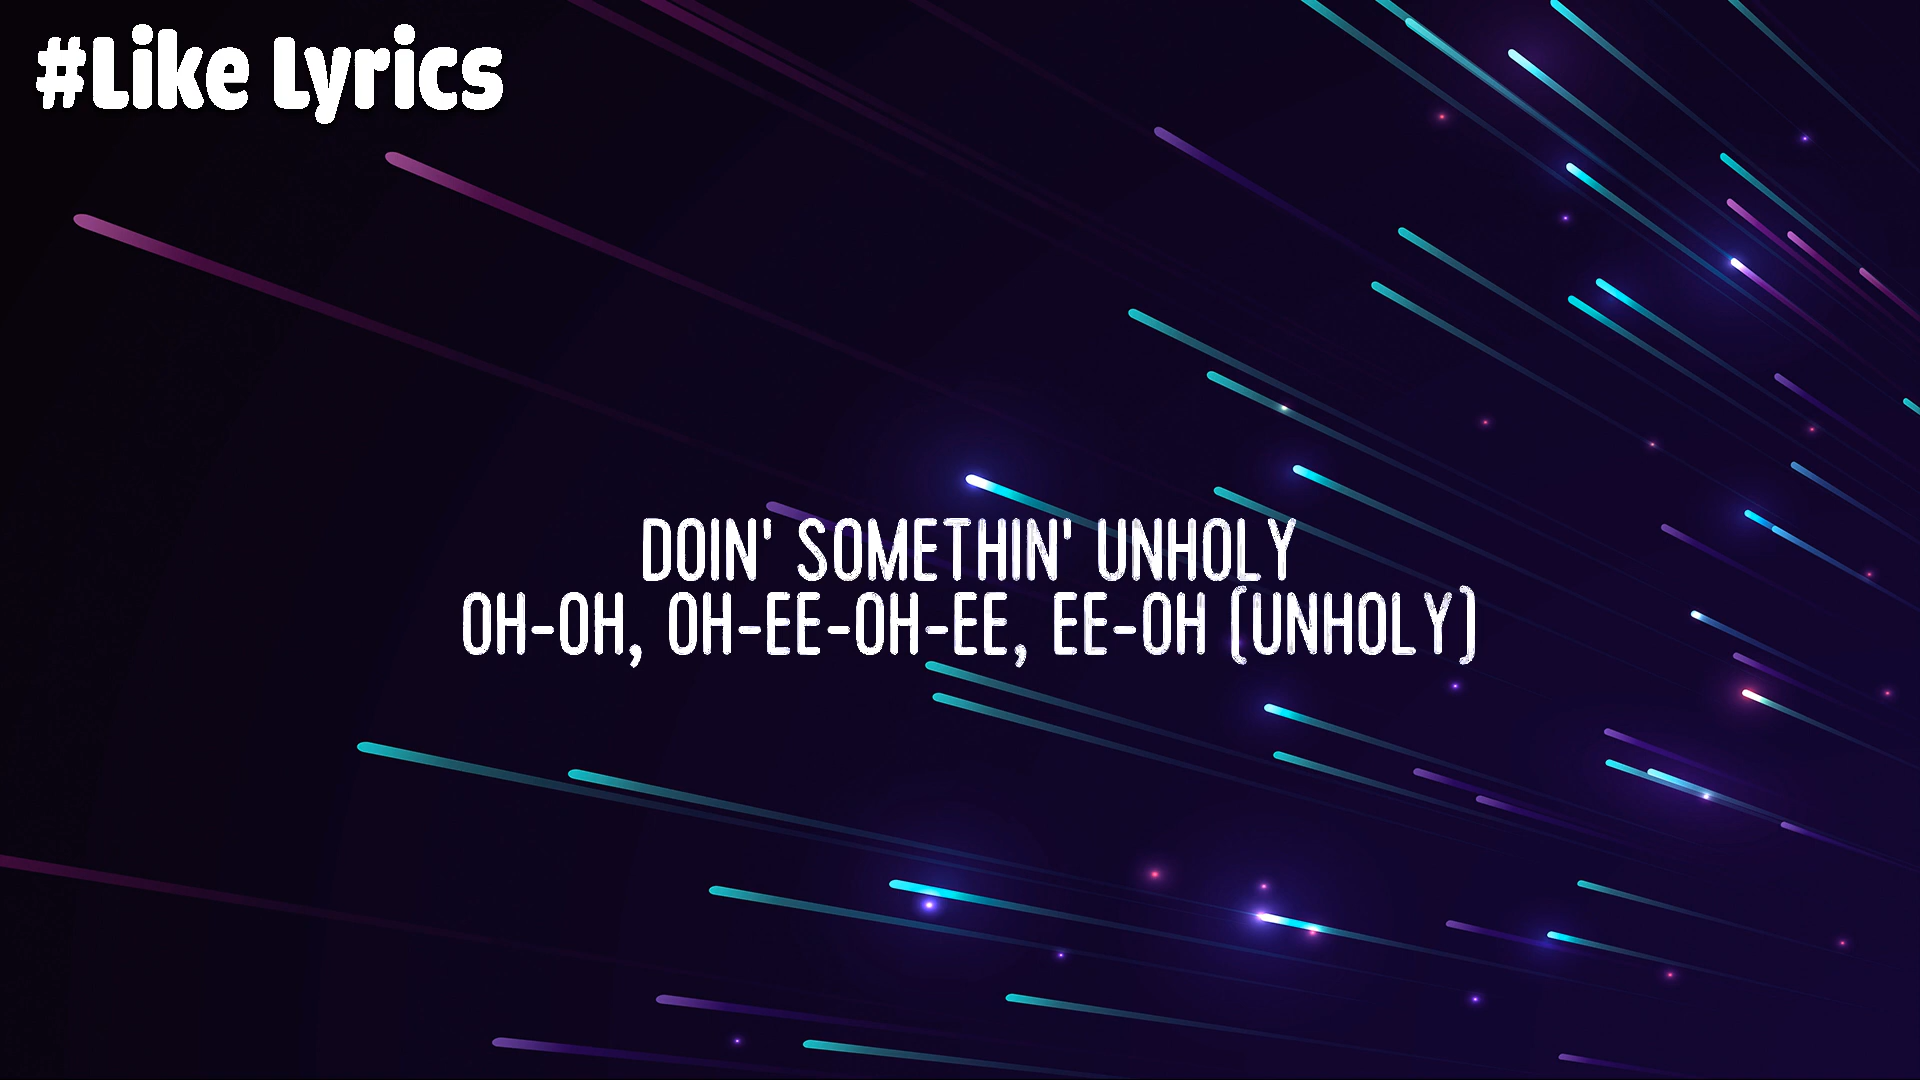 #Like Lyrics
DOIN' SOMETHIN' UNHOLY
OH-OH, OH-EE-OH-EE, EE-OH (UNHOLY)